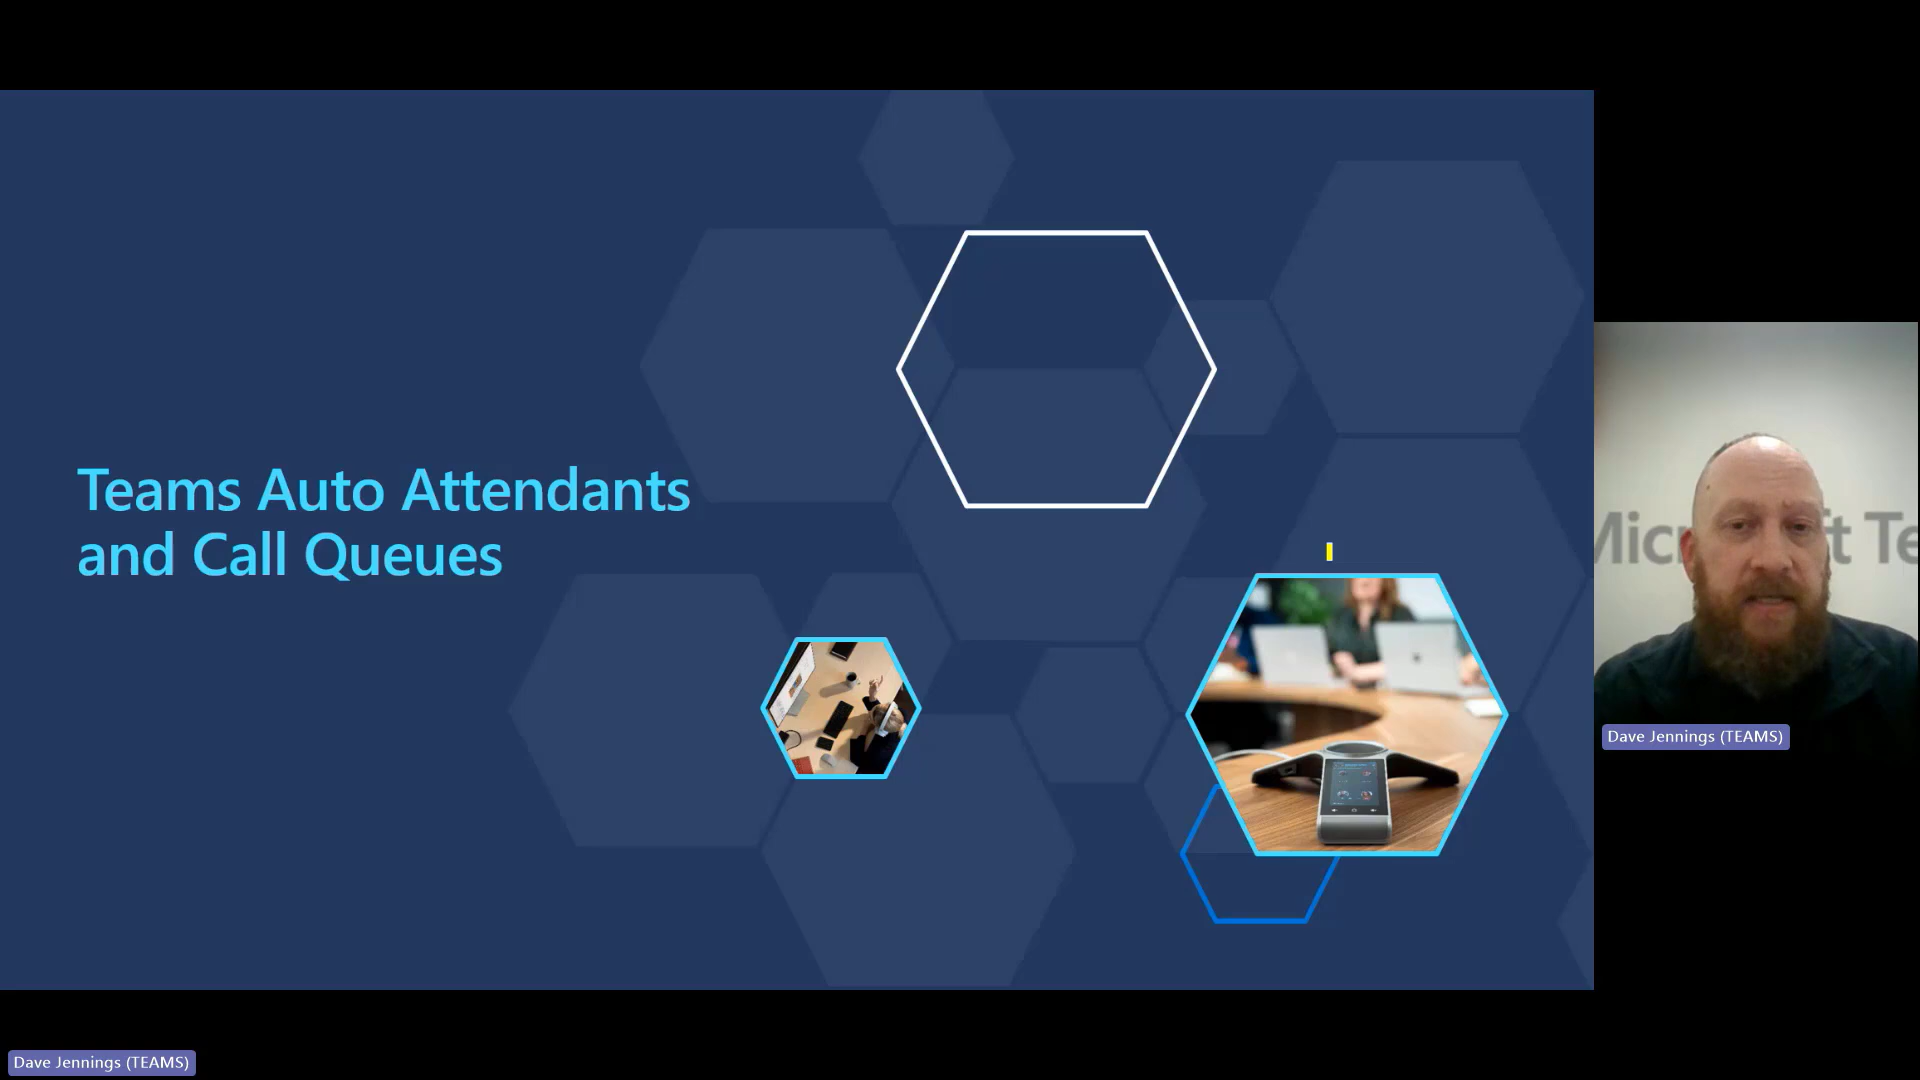 Teams Auto Attendants
and Call Queues
Dave Jennings (TEAMS)
Dave Jennings (TEAMS)